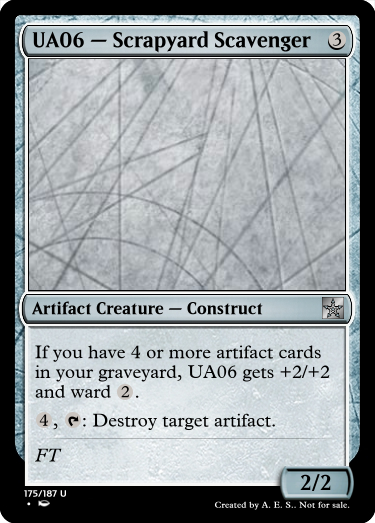 UA06 — Scrapyard Scavenger 3
Artifact Creature — Construct
If you have 4 or more artifact cards
in your graveyard, UA06 gets +2/+2
and ward 2.
4, : Destroy target artifact.
FT
2/2
175/187 U
Created by A. E. S.. Not for sale.